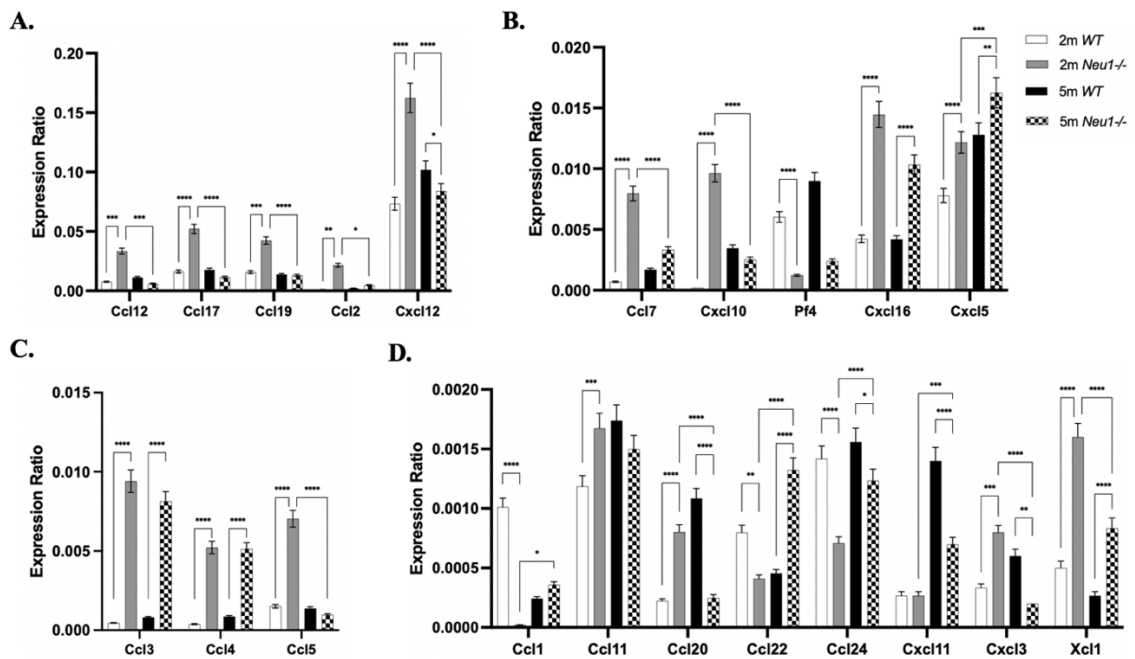 A.
Expression Ratio
0.20
0.15
0.10
0.05
0.00
*** ***
**** ****
*** ****
** *
**** ****
*
Ccl12 Ccl17 Ccl19 Ccl2 Cxcl12
B.
Expression Ratio
0.020
0.015
0.010
0.005
0.000
**** ****
**** ****
****
**** ****
**** *** **
Ccl7 Cxcl10 Pf4 Cxcl16 Cxcl5
2m WT
2m Neu1-/-
5m WT
5m Neu1-/-
C.
Expression Ratio
0.015
0.010
0.005
0.000
**** ****
**** ****
**** ****
Ccl3 Ccl4 Ccl5
D.
Expression Ratio
0.0020
0.0015
0.0010
0.0005
0.0000
**** *
***
**** **** ****
** **** ****
**** **** *
*** ****
*** **** **
**** **** ****
Ccl1 Ccl11 Ccl20 Ccl22 Ccl24 Cxcl11 Cxcl3 Xcl1